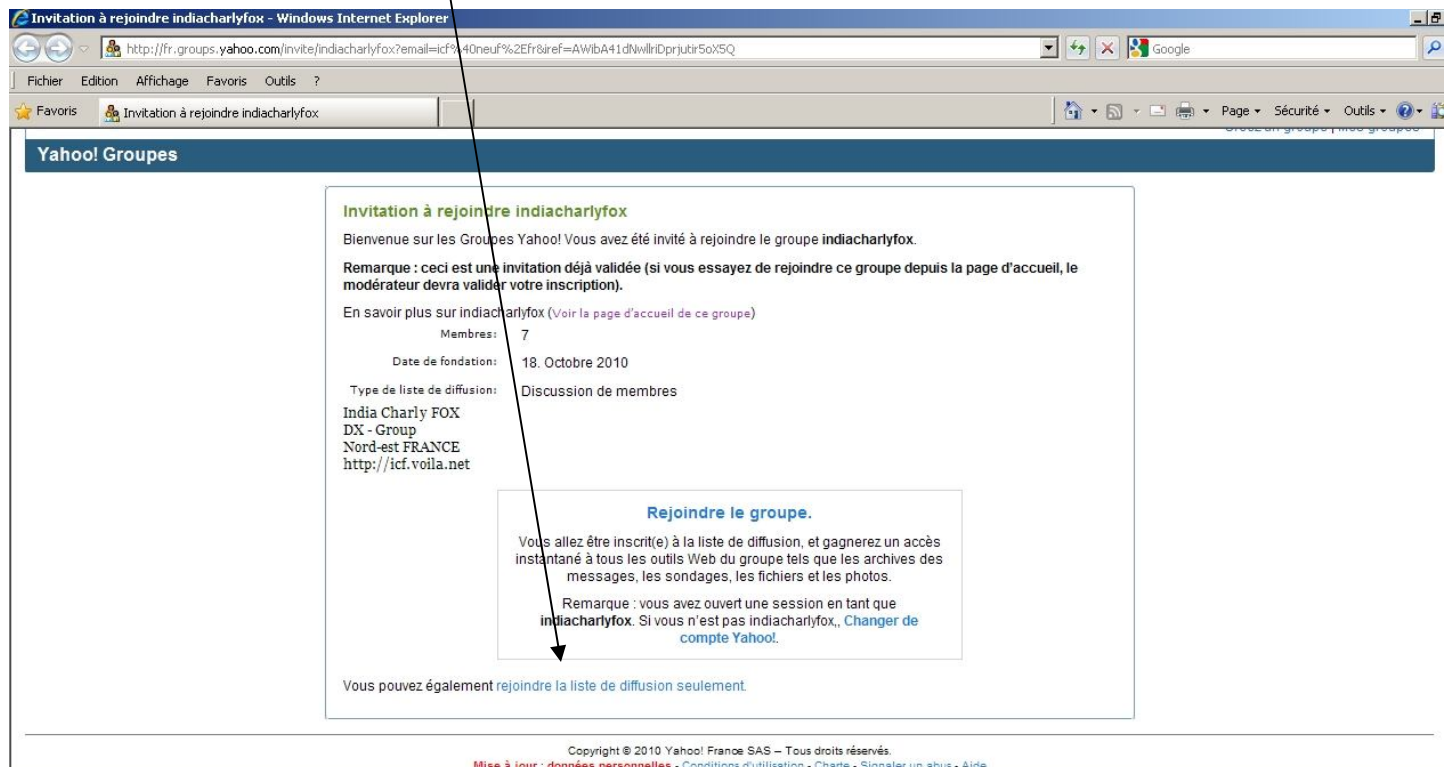 Invitation à rejoindre indiacharlyfox - Windows Internet Explorer
http://fr.groups.yahoo.com/invite/indiacharlyfox?email=icf%40neuf%2Efr&iref=AWibA41dNwllriDprjutir5oX5Q
Google
Fichier Edition Affichage Favoris Outils ?
Favoris Invitation à rejoindre indiacharlyfox Page Sécurité Outils
Créez un groupe | Mes groupes
Yahoo! Groupes
Invitation à rejoindre indiacharlyfox
Bienvenue sur les Groupes Yahoo! Vous avez été invité à rejoindre le groupe indiacharlyfox.
Remarque : ceci est une invitation déjà validée (si vous essayez de rejoindre ce groupe depuis la page d'accueil, le
modérateur devra valider votre inscription).
En savoir plus sur indiacharlyfox (Voir la page d'accueil de ce groupe)
Membres: 7
Date de fondation: 18. Octobre 2010
Type de liste de diffusion: Discussion de membres
India Charly FOX
DX - Group
Nord-est FRANCE
http://icf.voila.net
Rejoindre le groupe.
Vous allez être inscrit(e) à la liste de diffusion, et gagnerez un accès
instantané à tous les outils Web du groupe tels que les archives des
messages, les sondages, les fichiers et les photos.
Remarque : vous avez ouvert une session en tant que
indiacharlyfox. Si vous n'est pas indiacharlyfox,, Changer de
compte Yahoo!.
Vous pouvez également rejoindre la liste de diffusion seulement.
Copyright © 2010 Yahoo! France SAS – Tous droits réservés.
Mise à jour : données personnelles - Conditions d'utilisation - Charte - Signaler un abus - Aide